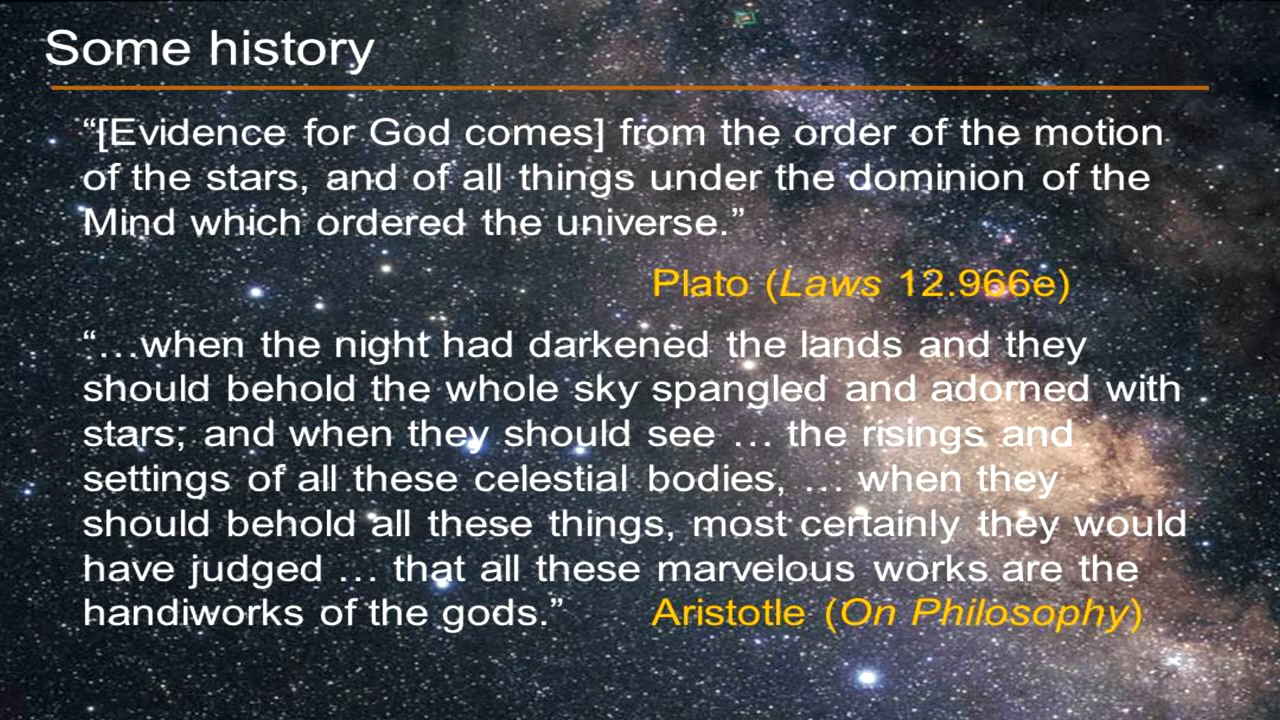 Some history
“[Evidence for God comes] from the order of the motion
of the stars, and of all things under the dominion of the
Mind which ordered the universe.”
Plato (Laws 12.966e)
“…when the night had darkened the lands and they
should behold the whole sky spangled and adorned with
stars; and when they should see … the risings and
settings of all these celestial bodies, … when they
should behold all these things, most certainly they would
have judged … that all these marvelous works are the
handiworks of the gods.” Aristotle (On Philosophy)